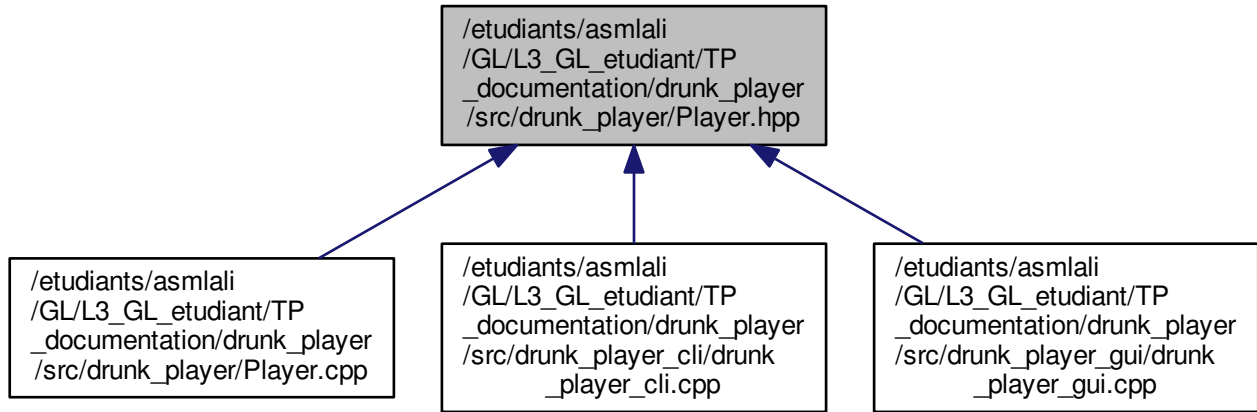 /etudiants/asmlali
/GL/L3_GL_etudiant/TP
_documentation/drunk_player
/src/drunk_player/Player.hpp
/etudiants/asmlali
/GL/L3_GL_etudiant/TP
_documentation/drunk_player
/src/drunk_player/Player.cpp
/etudiants/asmlali
/GL/L3_GL_etudiant/TP
_documentation/drunk_player
/src/drunk_player_cli/drunk
_player_cli.cpp
/etudiants/asmlali
/GL/L3_GL_etudiant/TP
_documentation/drunk_player
/src/drunk_player_gui/drunk
_player_gui.cpp